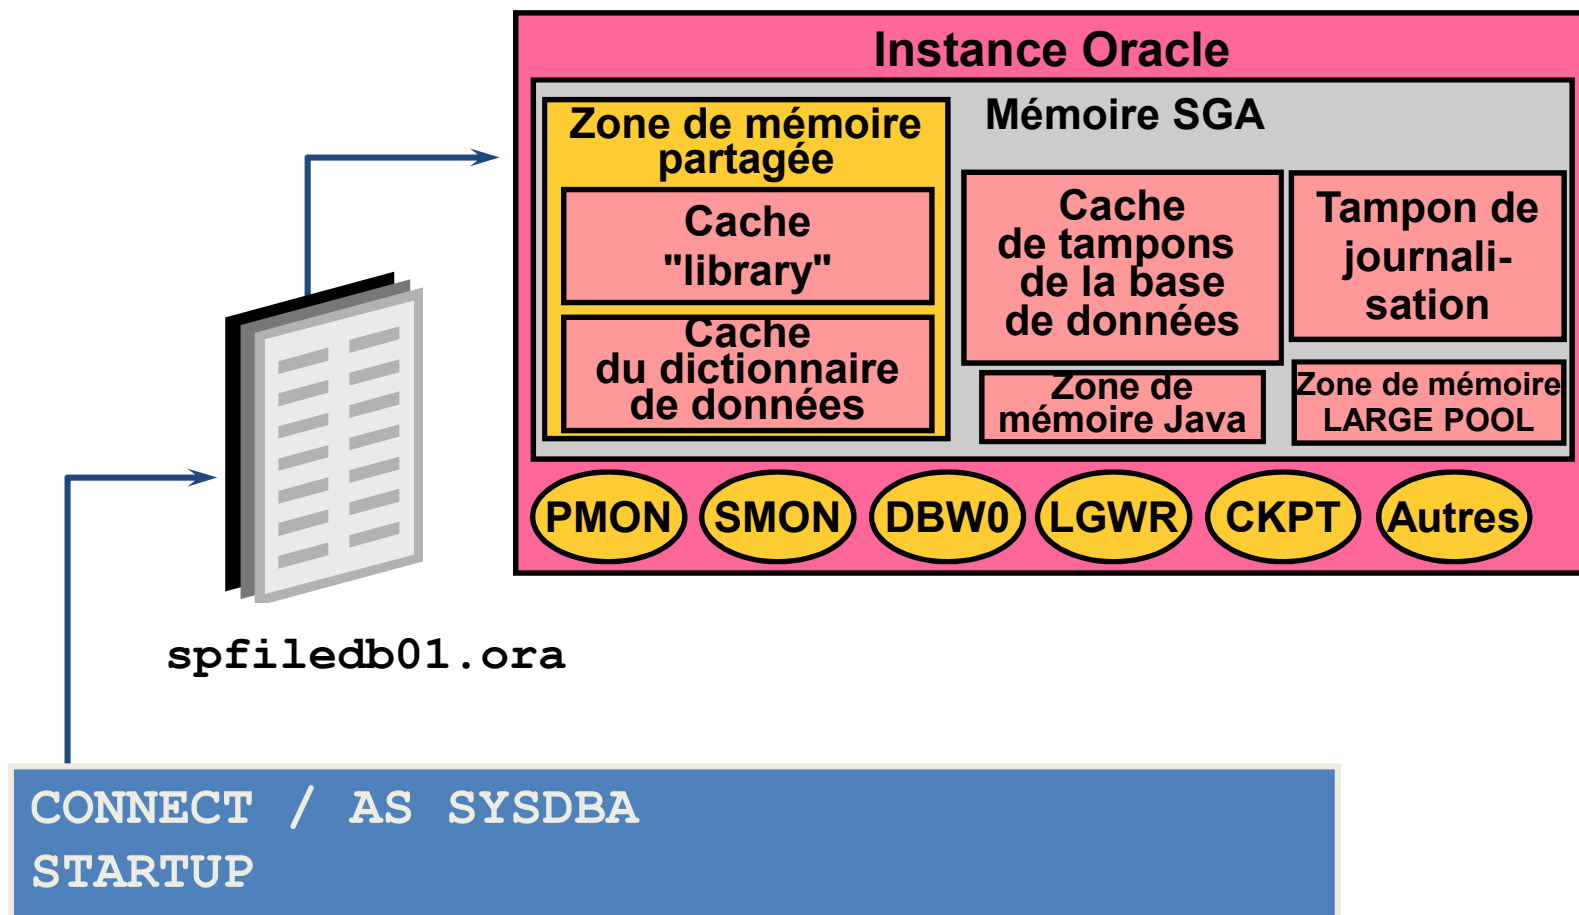 Instance Oracle
Mémoire SGA
Zone de mémoire
partagée
Cache
"library"
Cache
du dictionnaire
de données
Cache
de tampons
de la base
de données
Tampon de
journali-
sation
Zone de
mémoire Java
Zone de mémoire
LARGE POOL
PMON SMON DBW0 LGWR CKPT Autres
spfiledb01.ora
CONNECT / AS SYSDBA
STARTUP